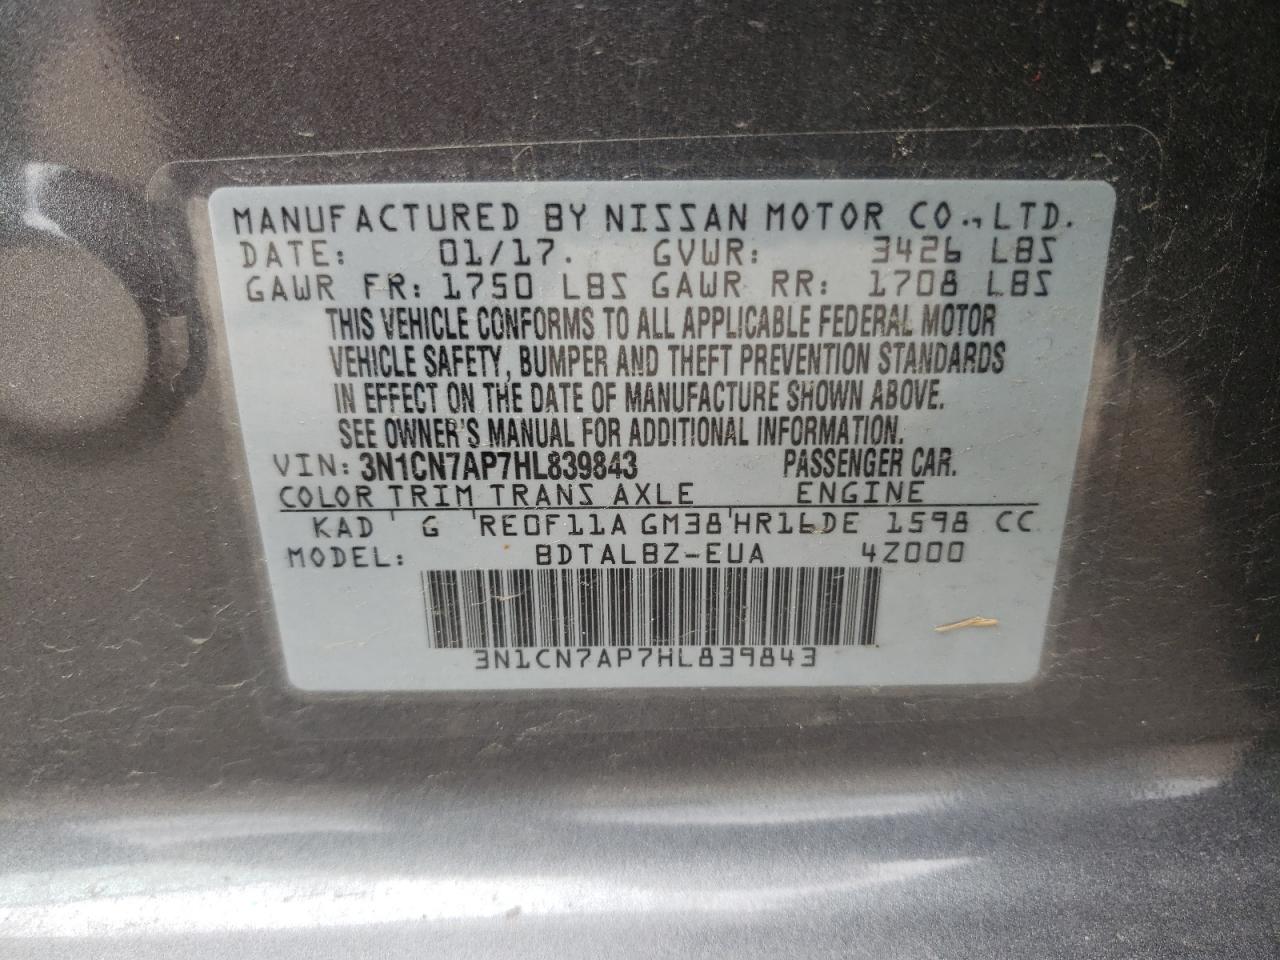 MANUFACTURED BY NISSAN MOTOR CO., LTD.
DATE: 01/17. GVWR: 3426 LBS
GAWR FR: 1750 LBS GAWR RR: 1708 LBS
THIS VEHICLE CONFORMS TO ALL APPLICABLE FEDERAL MOTOR
VEHICLE SAFETY, BUMPER AND THEFT PREVENTION STANDARDS
IN EFFECT ON THE DATE OF MANUFACTURE SHOWN ABOVE.
SEE OWNER'S MANUAL FOR ADDITIONAL INFORMATION.
VIN: 3N1CN7AP7HL839843 PASSENGER CAR.
COLOR TRIM TRANS AXLE ENGINE
KAD G RE0F11A GM38 HR16DE 1598 CC
MODEL: BDTALBZ-EUA 4Z000
3N1CN7AP7HL839843